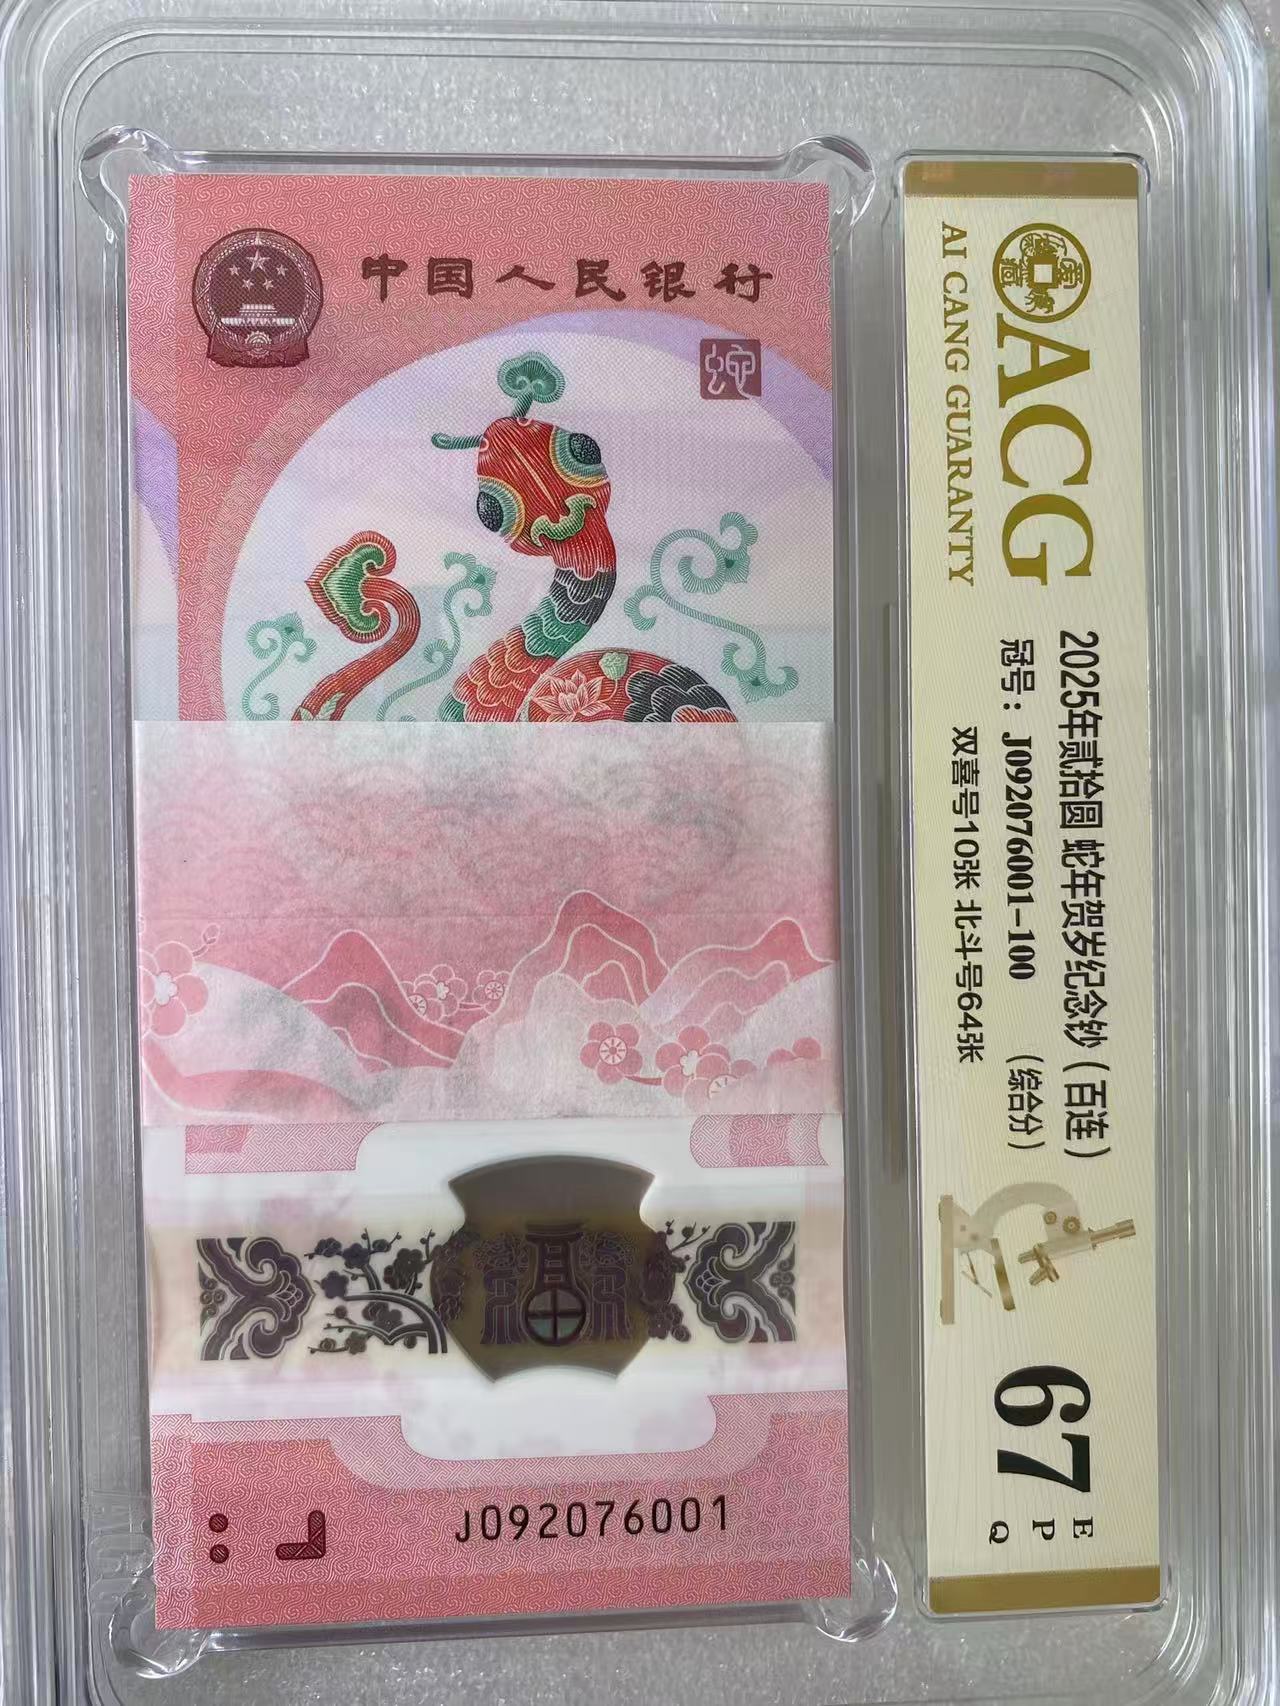 中国人民银行
蛇
J092076001
ACG
AI CANG GUARANTY
2025年贰拾圆 蛇年贺岁纪念钞（百连）
冠号：J092076001-100 （综合分）
双喜号10张 北斗号64张
67
EPQ